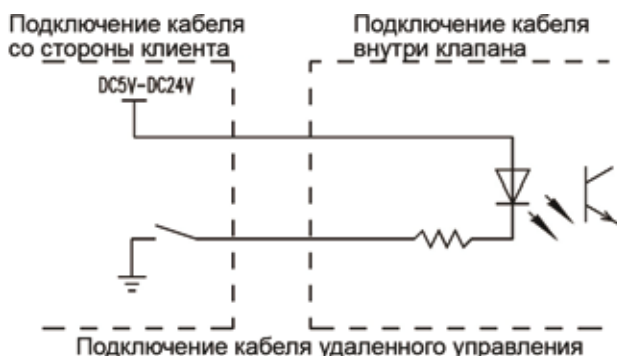 Подключение кабеля
со стороны клиента
Подключение кабеля
внутри клапана
DC5V-DC24V
Подключение кабеля удаленного управления